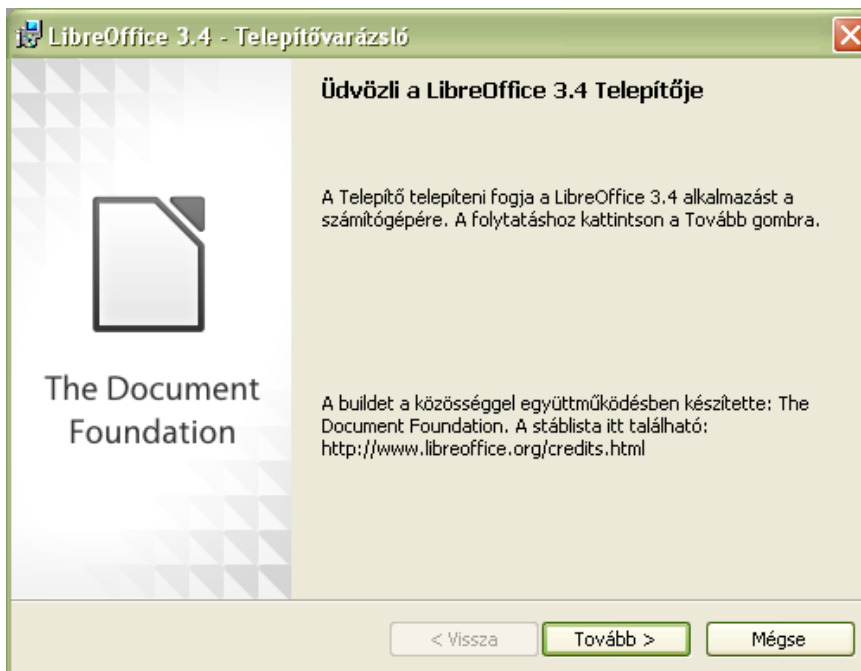 LibreOffice 3.4 - Telepítővarázsló
Üdvözli a LibreOffice 3.4 Telepítője
A Telepítő telepíteni fogja a LibreOffice 3.4 alkalmazást a
számítógépére. A folytatáshoz kattintson a Tovább gombra.
The Document
Foundation
A buildet a közösséggel együttműködésben készítette: The
Document Foundation. A stáblista itt található:
http://www.libreoffice.org/credits.html
< Vissza
Tovább >
Mégse